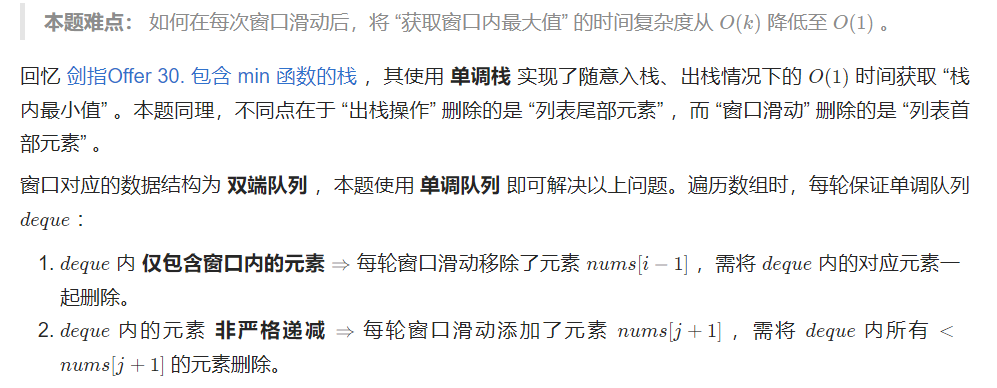 本题难点： 如何在每次窗口滑动后，将 “获取窗口内最大值” 的时间复杂度从 O(k) 降低至 O(1) 。
回忆 剑指Offer 30. 包含 min 函数的栈 ，其使用 单调栈 实现了随意入栈、出栈情况下的 O(1) 时间获取 “栈
内最小值” 。本题同理，不同点在于 “出栈操作” 删除的是 “列表尾部元素” ，而 “窗口滑动” 删除的是 “列表首
部元素” 。
窗口对应的数据结构为 双端队列 ，本题使用 单调队列 即可解决以上问题。遍历数组时，每轮保证单调队列
deque ：
1. deque 内 仅包含窗口内的元素 ⇒ 每轮窗口滑动移除了元素 nums[i − 1] ，需将 deque 内的对应元素一
起删除。
2. deque 内的元素 非严格递减 ⇒ 每轮窗口滑动添加了元素 nums[j + 1] ，需将 deque 内所有 <
nums[j + 1] 的元素删除。